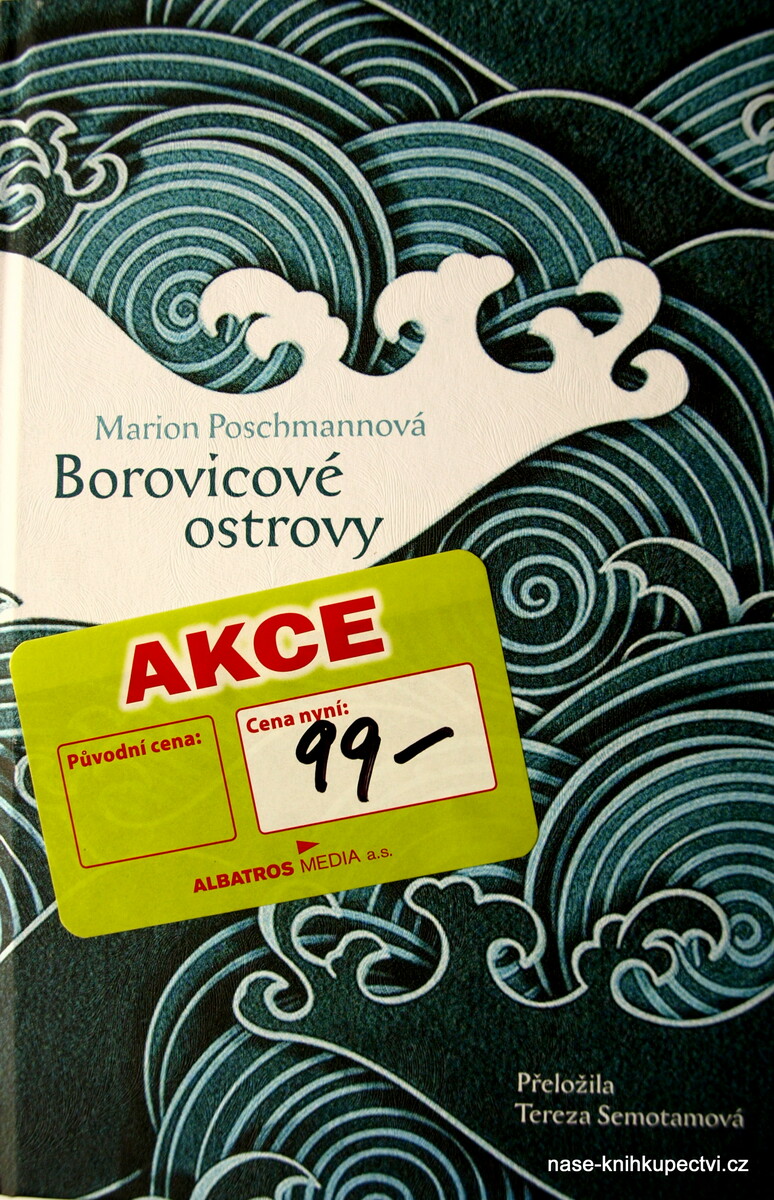 Marion Poschmannová
Borovicové
ostrovy
AKCE
Původní cena:
Cena nyní:
99–
ALBATROS MEDIA a.s.
Přeložila
Tereza Semotamová
nase-knihkupectvi.cz